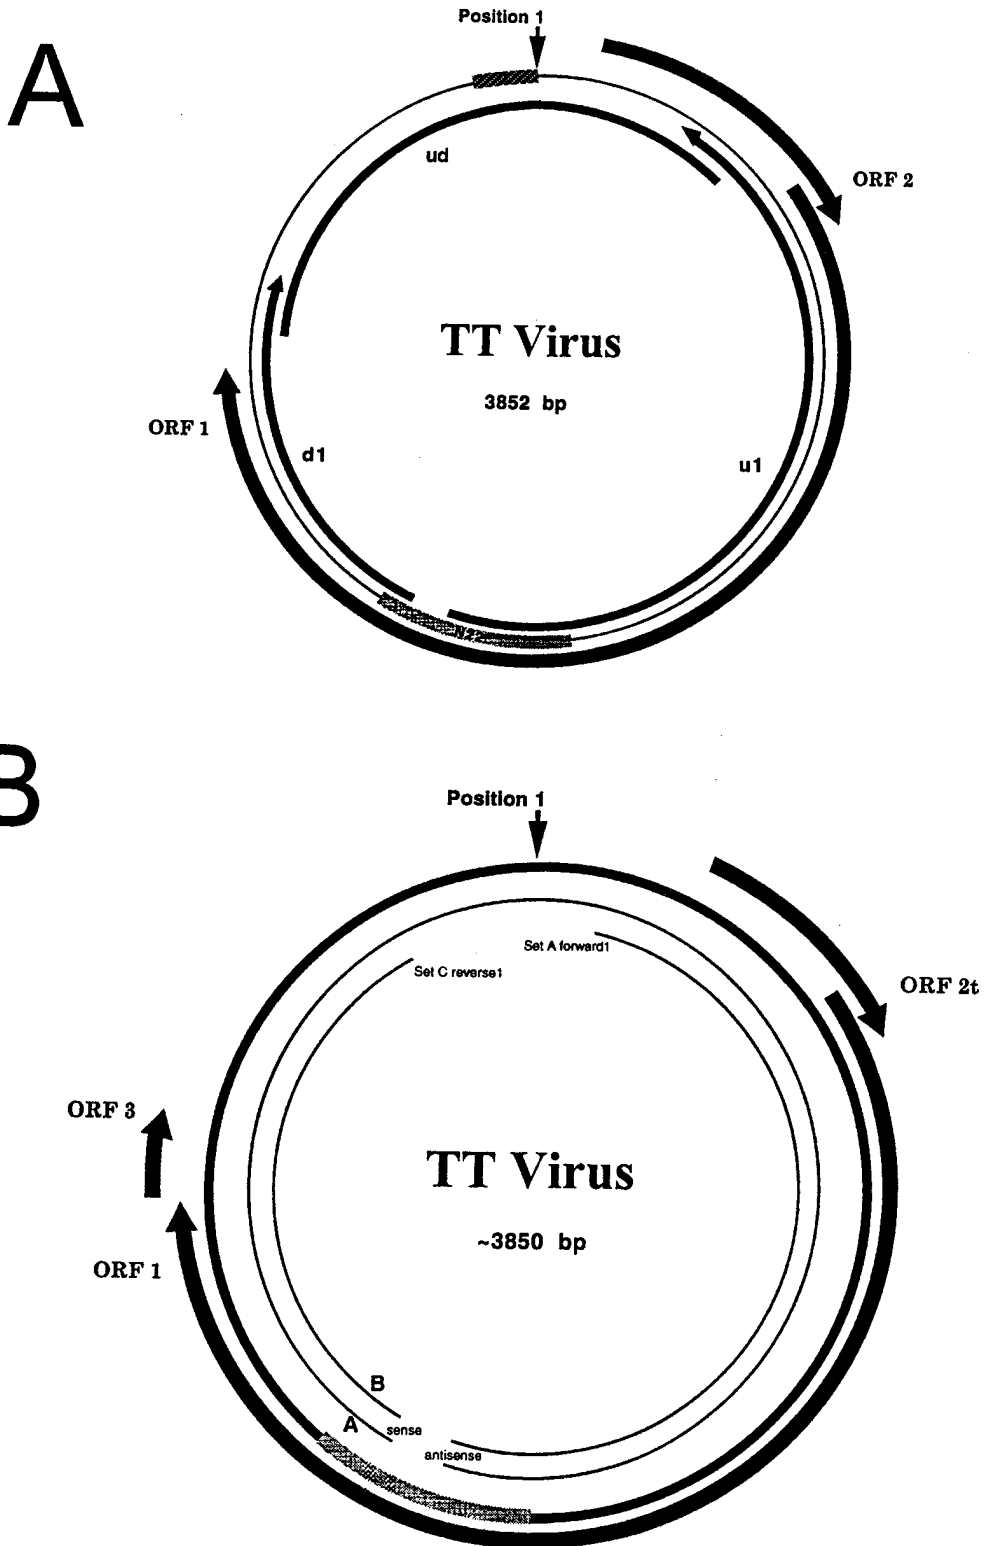 A
Position 1
ud
ORF 2
TT Virus
3852 bp
ORF 1
d1
u1
N22
B
Position 1
Set A forward1
Set C reverse1
ORF 2t
ORF 3
TT Virus
~3850 bp
ORF 1
B
A
sense
antisense